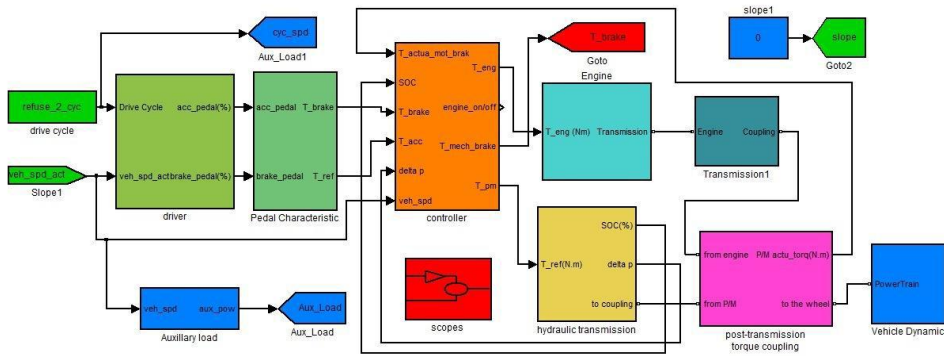 cyc_spd
Aux_Load1
refuse_2_cyc
drive cycle
veh_spd_act
Slope1
Drive Cycle
acc_pedal(%)
veh_spd_act
brake_pedal(%)
driver
acc_pedal
T_brake
brake_pedal
T_ref
Pedal Characteristic
T_actua_mot_brak
SOC
T_brake
T_acc
delta p
veh_spd
T_eng
engine_on/off
T_mech_brake
T_pm
controller
T_brake
Goto
Engine
T_eng (Nm)
Transmission
Engine
Coupling
Transmission1
slope1
0
slope
Goto2
veh_spd
aux_pow
Auxillary load
Aux_Load
Aux_Load
scopes
T_ref(N.m)
SOC(%)
delta p
to coupling
hydraulic transmission
from engine
P/M actu_torq(N.m)
from P/M
to the wheel
post-transmission
torque coupling
PowerTrain
Vehicle Dynamic